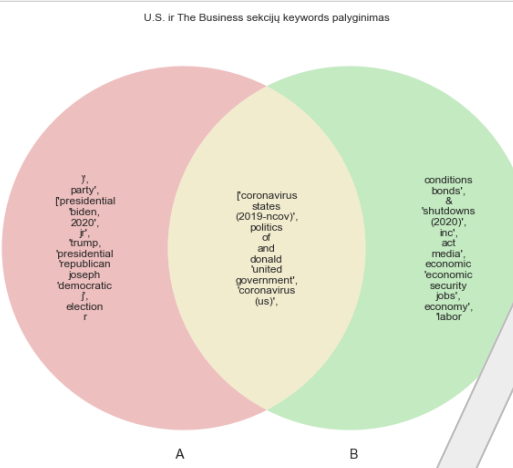 U.S. ir The Business sekcijų keywords palyginimas
)',
party',
['presidential
'biden,
2020',
jr',
'trump,
'presidential
'republican
joseph
'democratic
j',
election
r
['coronavirus
states
(2019-ncov)',
politics
of
and
donald
'united
government',
'coronavirus
(us)',
conditions
bonds',
&
'shutdowns
(2020)',
inc',
act
media',
economic
'economic
security
jobs',
economy',
'labor
A
B